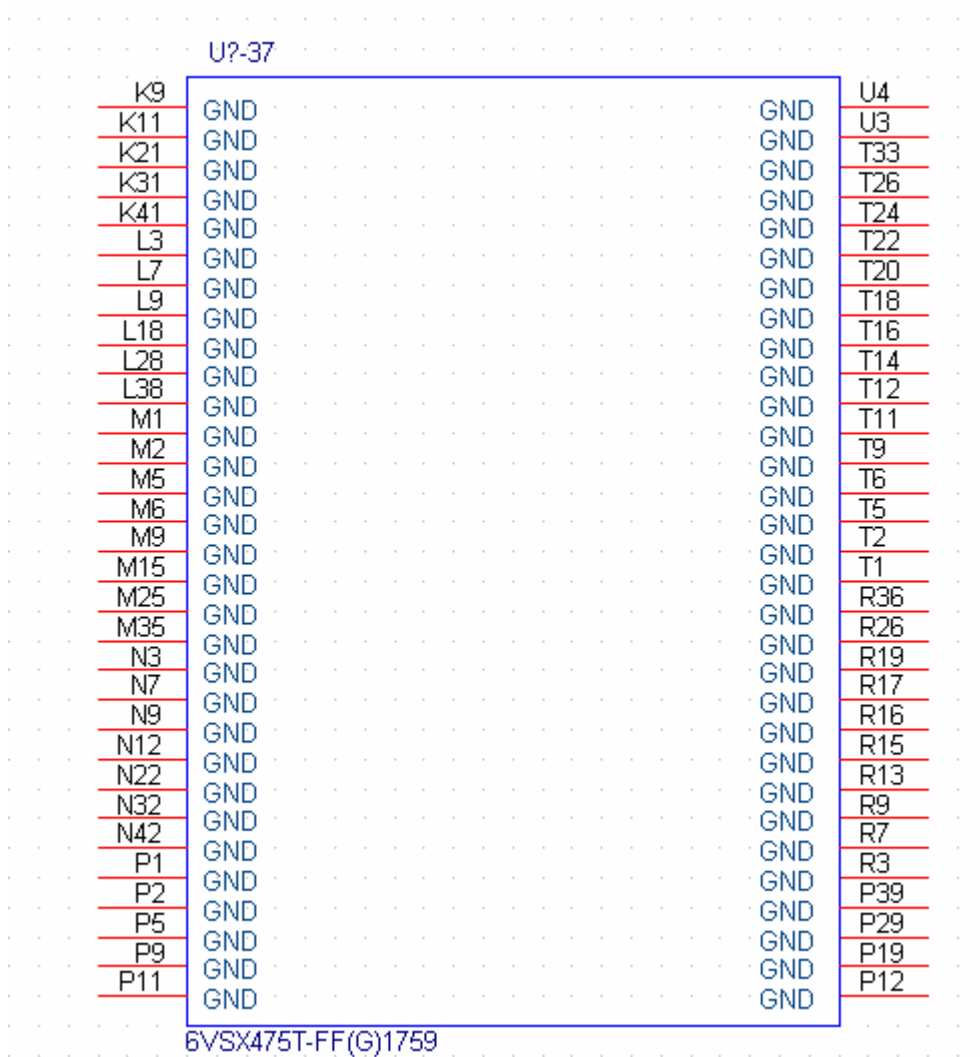 U?-37
K9 GND GND U4
K11 GND GND U3
K21 GND GND T33
K31 GND GND T26
K41 GND GND T24
L3 GND GND T22
L7 GND GND T20
L9 GND GND T18
L18 GND GND T16
L28 GND GND T14
L38 GND GND T12
M1 GND GND T11
M2 GND GND T9
M5 GND GND T6
M6 GND GND T5
M9 GND GND T2
M15 GND GND T1
M25 GND GND R36
M35 GND GND R26
N3 GND GND R19
N7 GND GND R17
N9 GND GND R16
N12 GND GND R15
N22 GND GND R13
N32 GND GND R9
N42 GND GND R7
P1 GND GND R3
P2 GND GND P39
P5 GND GND P29
P9 GND GND P19
P11 GND GND P12
6VSX475T-FF(G)1759